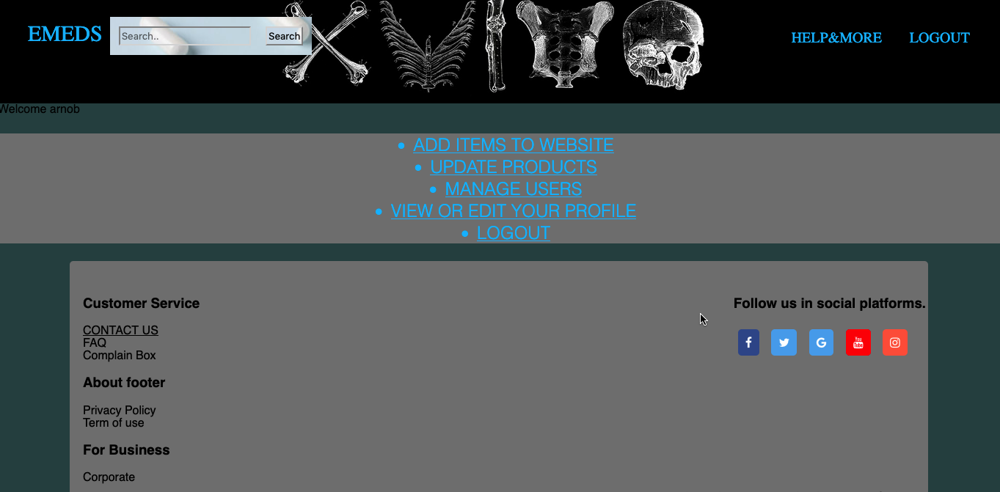 EMEDS
Search..
Search
HELP&MORE
LOGOUT
Welcome arnob
ADD ITEMS TO WEBSITE
UPDATE PRODUCTS
MANAGE USERS
VIEW OR EDIT YOUR PROFILE
LOGOUT
Customer Service
CONTACT US
FAQ
Complain Box
About footer
Privacy Policy
Term of use
For Business
Corporate
Follow us in social platforms.
You
Tube